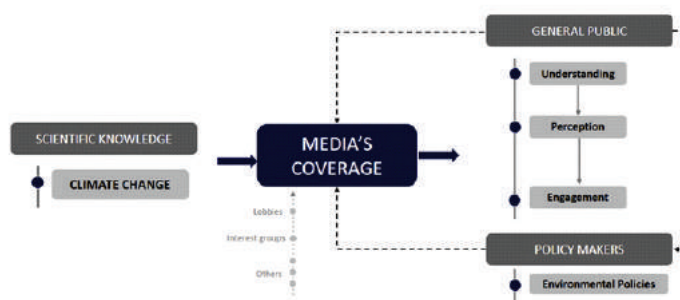 GENERAL PUBLIC
Understanding
Perception
Engagement
SCIENTIFIC KNOWLEDGE
CLIMATE CHANGE
MEDIA'S
COVERAGE
Lobbies
Interest groups
Others
POLICY MAKERS
Environmental Policies